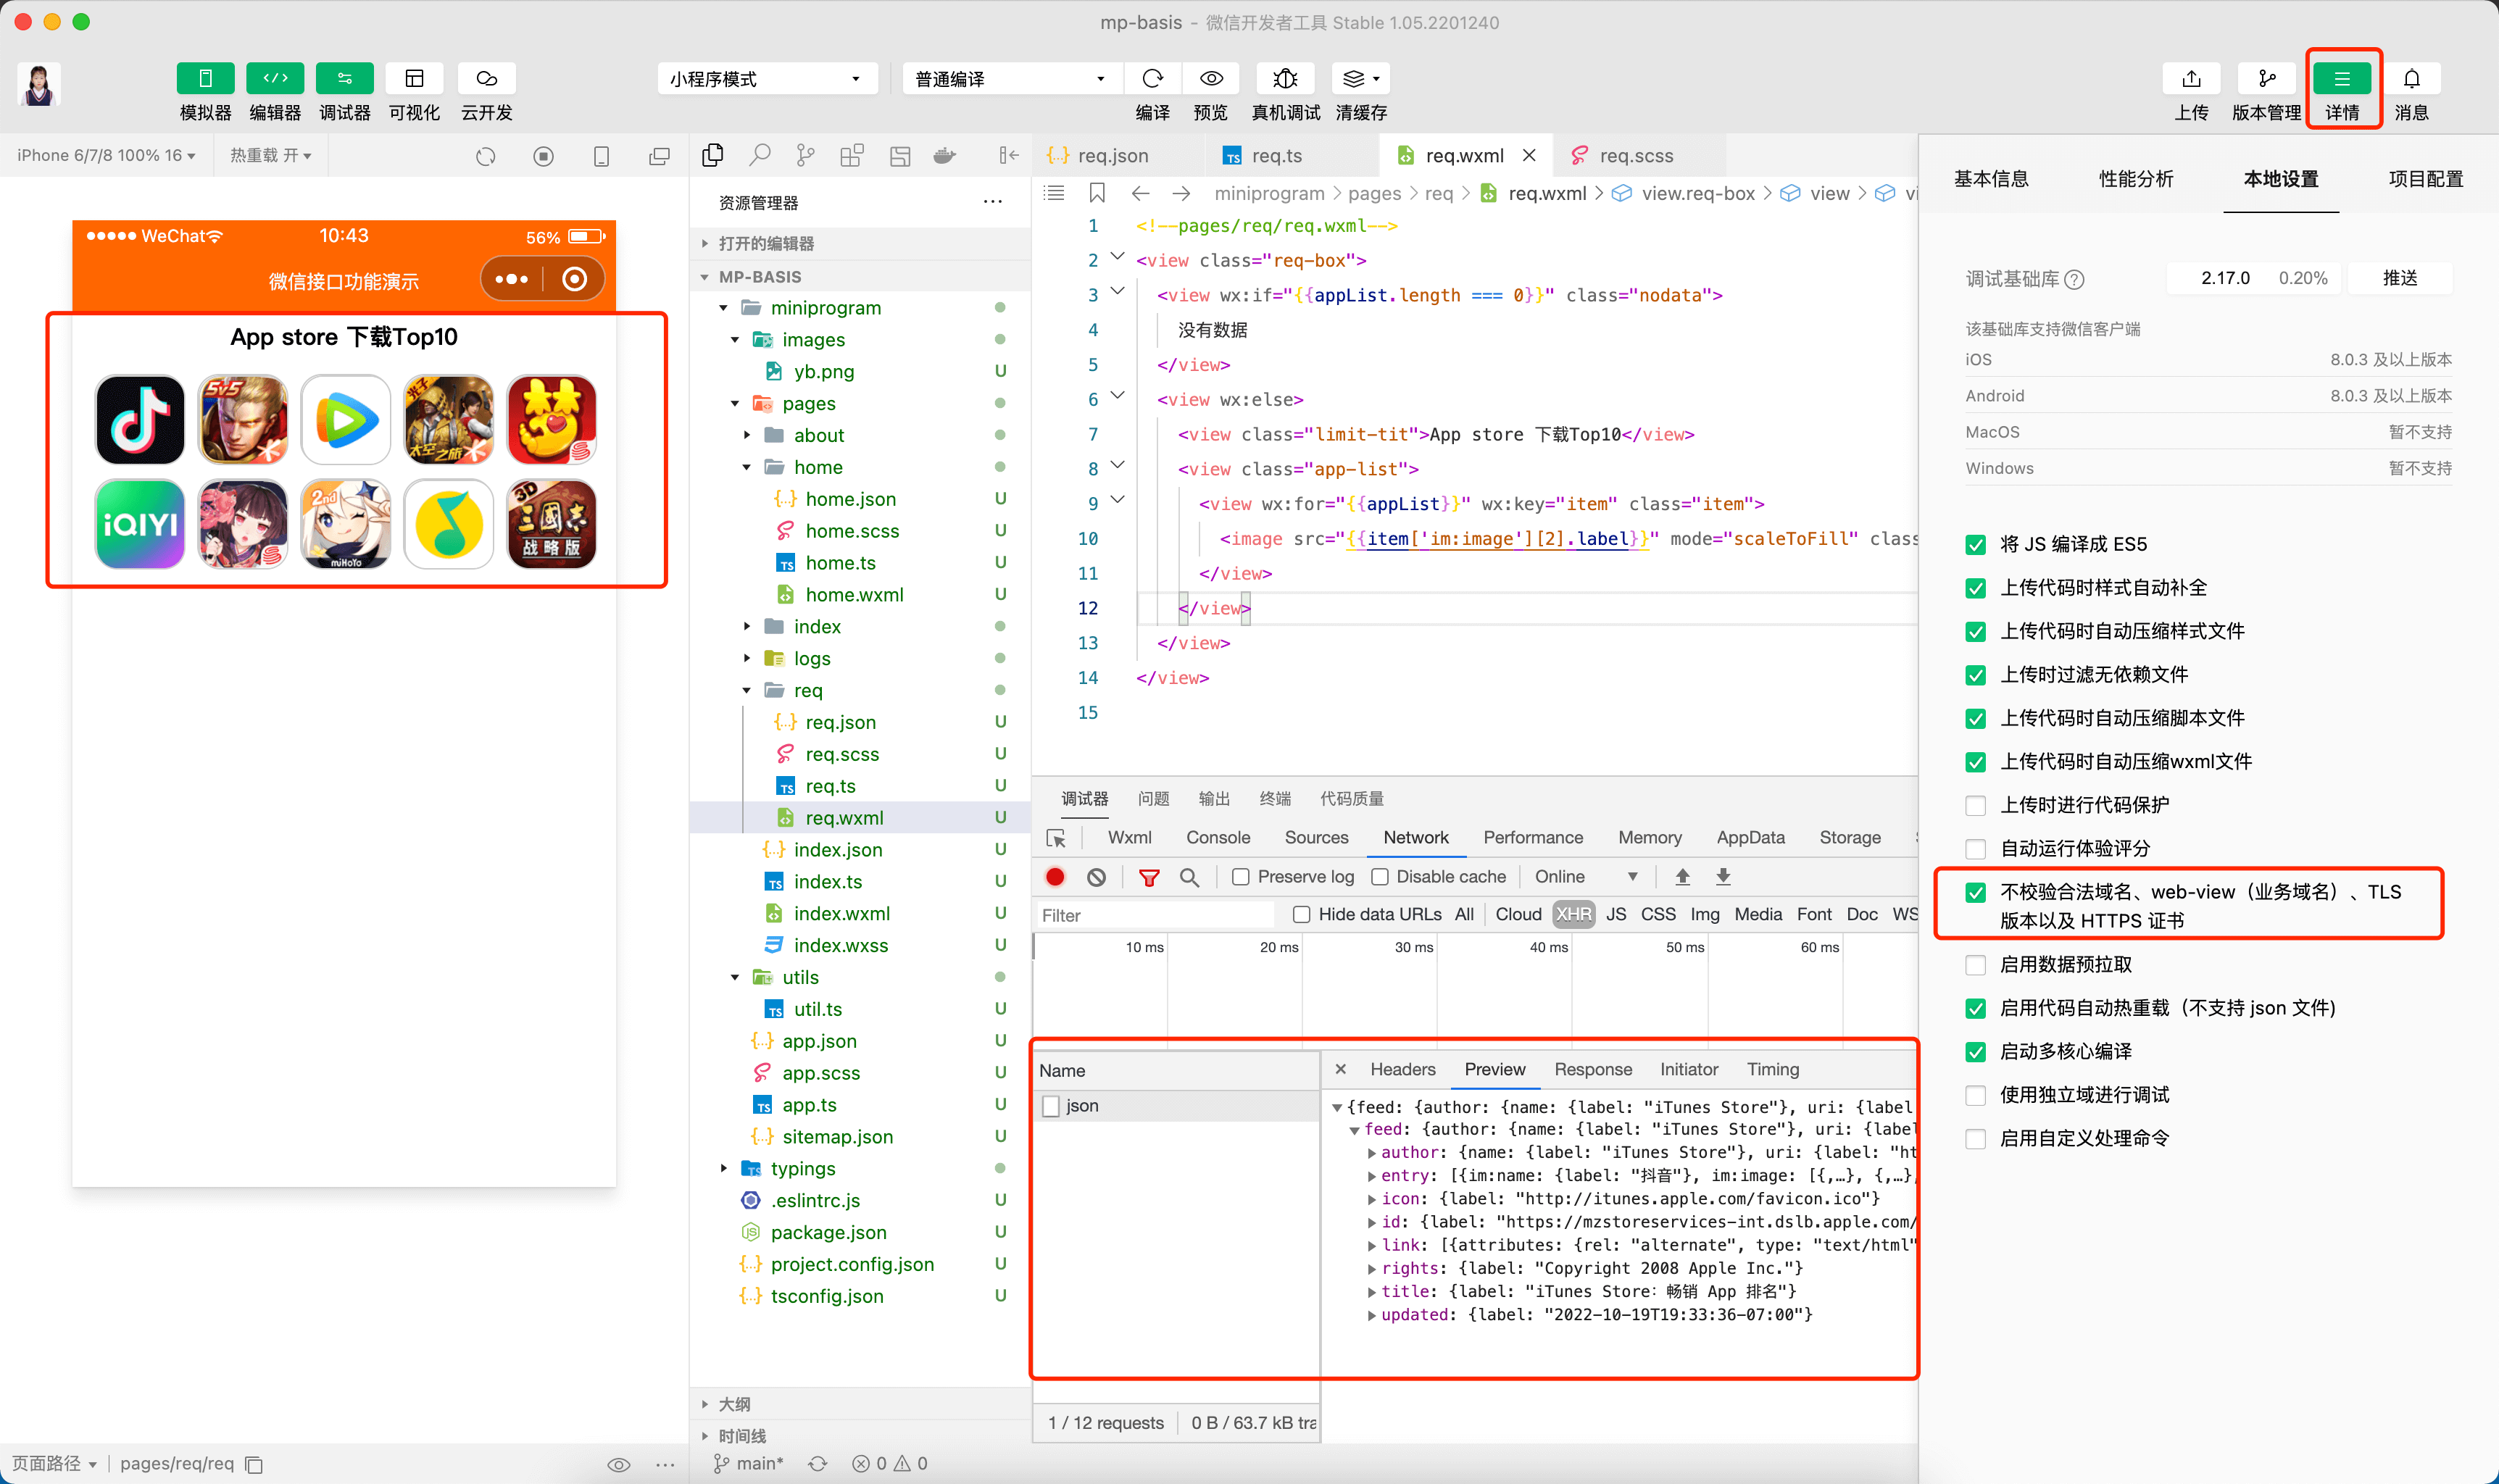 mp-basis - 微信开发者工具 Stable 1.05.2201240
模拟器
编辑器
调试器
可视化
云开发
小程序模式
普通编译
编译
预览
真机调试
清缓存
上传
版本管理
详情
消息
iPhone 6/7/8 100% 16
热重载 开
WeChat
10:43
56%
微信接口功能演示
App store 下载Top10
5v5
太空之旅
iQIYI
2nd
miHoYo
3D
三國志
战略版
页面路径
pages/req/req
资源管理器
打开的编辑器
MP-BASIS
miniprogram
images
yb.png U
pages
about
home
home.json U
home.scss U
home.ts U
home.wxml U
index
logs
req
req.json U
req.scss U
req.ts U
req.wxml U
index.json U
index.ts U
index.wxml U
index.wxss U
utils
util.ts U
app.json U
app.scss U
app.ts U
sitemap.json U
typings
.eslintrc.js U
package.json U
project.config.json U
tsconfig.json U
大纲
时间线
main* 0 0
req.json
req.ts
req.wxml
req.scss
miniprogram > pages > req > req.wxml > view.req-box > view > vi
1 <!--pages/req/req.wxml-->
2 <view class="req-box">
3 <view wx:if="{{appList.length === 0}}" class="nodata">
4 没有数据
5 </view>
6 <view wx:else>
7 <view class="limit-tit">App store 下载Top10</view>
8 <view class="app-list">
9 <view wx:for="{{appList}}" wx:key="item" class="item">
10 <image src="{{item['im:image'][2].label}}" mode="scaleToFill" class
11 </view>
12 </view>
13 </view>
14 </view>
15
调试器 问题 输出 终端 代码质量
Wxml Console Sources Network Performance Memory AppData Storage
Preserve log Disable cache Online
Filter
Hide data URLs All Cloud XHR JS CSS Img Media Font Doc WS
10 ms 20 ms 30 ms 40 ms 50 ms 60 ms
Name
json
1 / 12 requests 0 B / 63.7 kB tra
Headers Preview Response Initiator Timing
{feed: {author: {name: {label: "iTunes Store"}, uri: {label
feed: {author: {name: {label: "iTunes Store"}, uri: {label
author: {name: {label: "iTunes Store"}, uri: {label: "ht
entry: [{im:name: {label: "抖音"}, im:image: [{,…}, {,…},
icon: {label: "http://itunes.apple.com/favicon.ico"}
id: {label: "https://mzstoreservices-int.dslb.apple.com/
link: [{attributes: {rel: "alternate", type: "text/html"
rights: {label: "Copyright 2008 Apple Inc."}
title: {label: "iTunes Store：畅销 App 排名"}
updated: {label: "2022-10-19T19:33:36-07:00"}
基本信息 性能分析 本地设置 项目配置
调试基础库 ? 2.17.0 0.20% 推送
该基础库支持微信客户端
iOS 8.0.3 及以上版本
Android 8.0.3 及以上版本
MacOS 暂不支持
Windows 暂不支持
将 JS 编译成 ES5
上传代码时样式自动补全
上传代码时自动压缩样式文件
上传时过滤无依赖文件
上传代码时自动压缩脚本文件
上传代码时自动压缩wxml文件
上传时进行代码保护
自动运行体验评分
不校验合法域名、web-view（业务域名）、TLS
版本以及 HTTPS 证书
启用数据预拉取
启用代码自动热重载（不支持 json 文件）
启动多核心编译
使用独立域进行调试
启用自定义处理命令